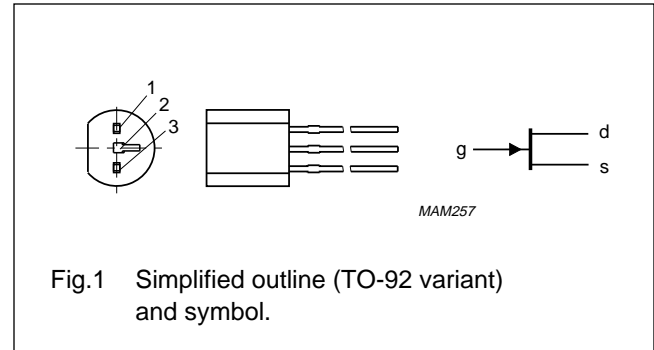 1
2
3
g
d
s
MAM257
Fig.1 Simplified outline (TO-92 variant)
and symbol.